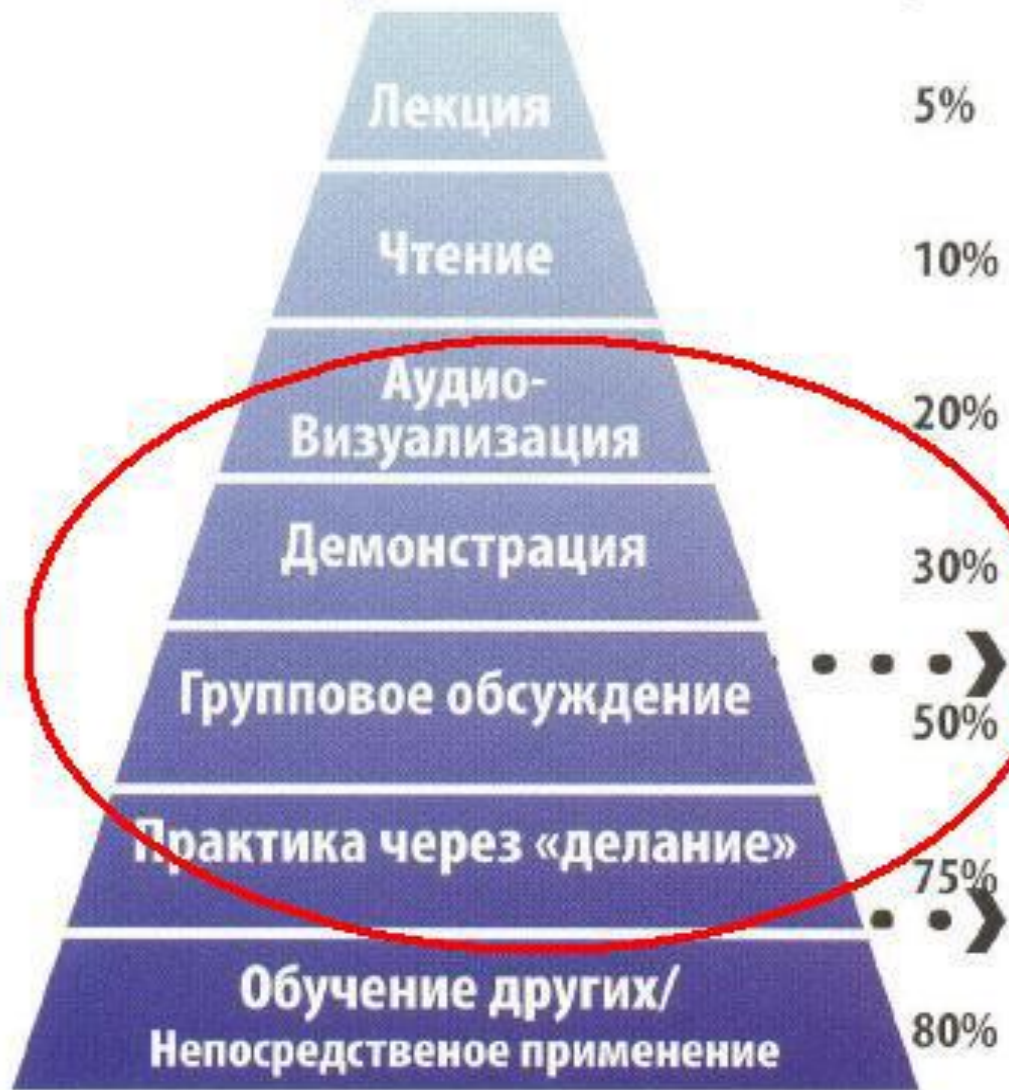 Лекция 5%
Чтение 10%
Аудио-
Визуализация 20%
Демонстрация 30%
Групповое обсуждение 50%
Практика через «делание» 75%
Обучение других/
Непосредственое применение 80%